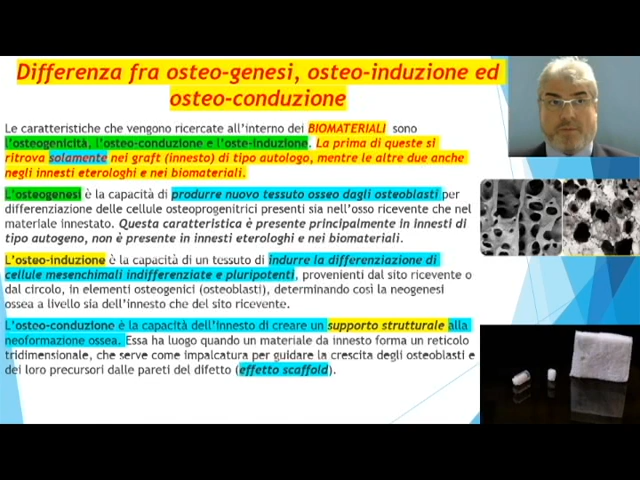 Differenza fra osteo-genesi, osteo-induzione ed
osteo-conduzione
Le caratteristiche che vengono ricercate all'interno dei BIOMATERIALI sono
l'osteogenicità, l'osteo-conduzione e l'oste-induzione. La prima di queste si
ritrova solamente nei graft (innesto) di tipo autologo, mentre le altre due anche
negli innesti eterologhi e nei biomateriali.
L'osteogenesi è la capacità di produrre nuovo tessuto osseo dagli osteoblasti per
differenziazione delle cellule osteoprogenitrici presenti sia nell'osso ricevente che nel
materiale innestato. Questa caratteristica è presente principalmente in innesti di
tipo autogeno, non è presente in innesti eterologhi e nei biomateriali.
L'osteo-induzione è la capacità di un tessuto di indurre la differenziazione di
cellule mesenchimali indifferenziate e pluripotenti, provenienti dal sito ricevente o
dal circolo, in elementi osteogenici (osteoblasti), determinando così la neogenesi
ossea a livello sia dell'innesto che del sito ricevente.
L'osteo-conduzione è la capacità dell'innesto di creare un supporto strutturale alla
neoformazione ossea. Essa ha luogo quando un materiale da innesto forma un reticolo
tridimensionale, che serve come impalcatura per guidare la crescita degli osteoblasti e
dei loro precursori dalle pareti del difetto (effetto scaffold).